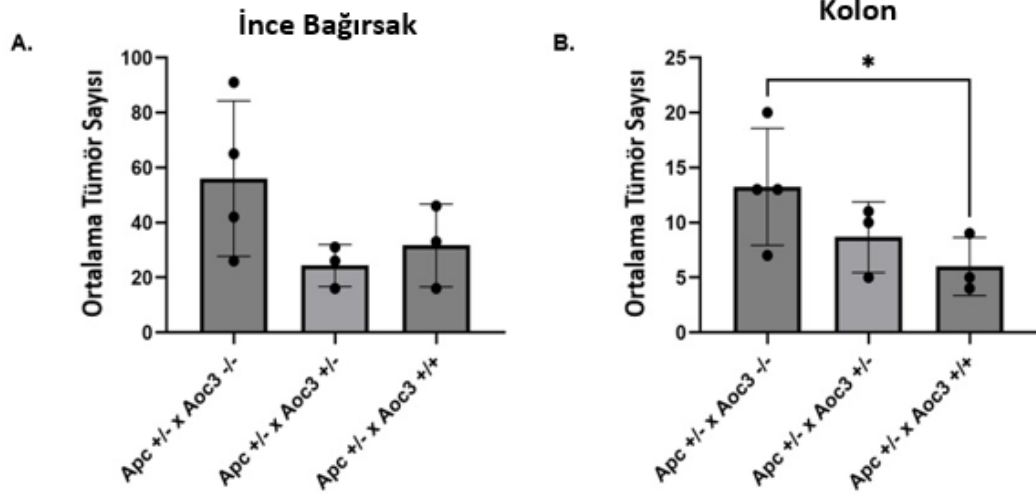 A.
İnce Bağırsak
Ortalama Tümör Sayısı
100
80
60
40
20
0
Apc +/- x Aoc3 -/-
Apc +/- x Aoc3 +/-
Apc +/- x Aoc3 +/+
B.
Kolon
Ortalama Tümör Sayısı
25
20
15
10
5
0
*
Apc +/- x Aoc3 -/-
Apc +/- x Aoc3 +/-
Apc +/- x Aoc3 +/+